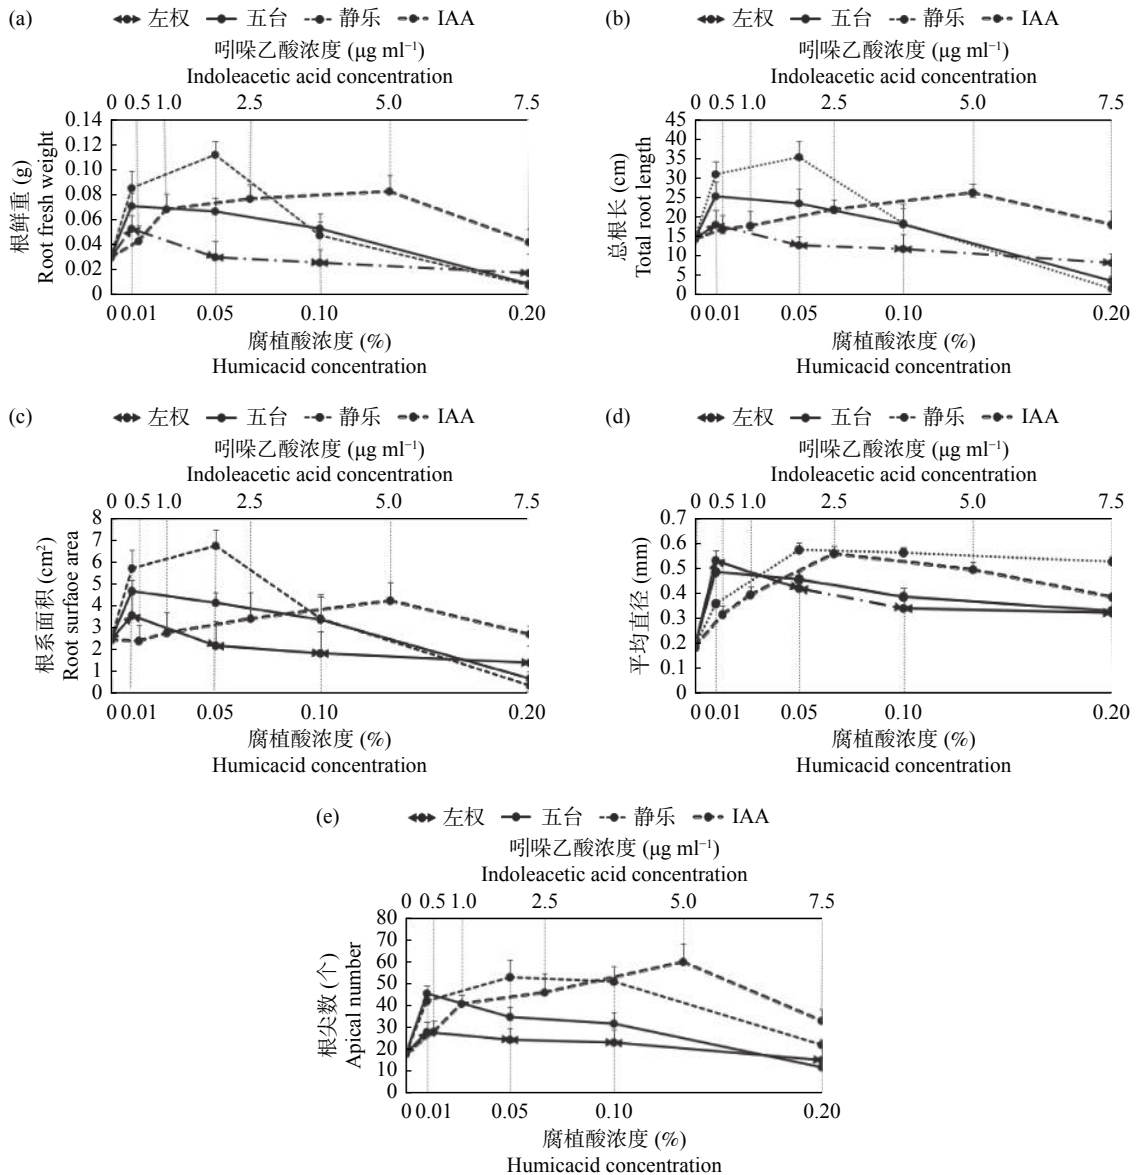 (a) 左权 五台 静乐 IAA
吲哚乙酸浓度 (μg ml⁻¹)
Indoleacetic acid concentration
0 0.5 1.0 2.5 5.0 7.5
0.14
0.12
0.10
0.08
0.06
0.04
0.02
0
根鲜重 (g)
Root fresh weight
0 0.01 0.05 0.10 0.20
腐植酸浓度 (%)
Humicacid concentration
(b) 左权 五台 静乐 IAA
吲哚乙酸浓度 (μg ml⁻¹)
Indoleacetic acid concentration
0 0.5 1.0 2.5 5.0 7.5
45
40
35
30
25
20
15
10
5
0
总根长 (cm)
Total root length
0 0.01 0.05 0.10 0.20
腐植酸浓度 (%)
Humicacid concentration
(c) 左权 五台 静乐 IAA
吲哚乙酸浓度 (μg ml⁻¹)
Indoleacetic acid concentration
0 0.5 1.0 2.5 5.0 7.5
8
7
6
5
4
3
2
1
0
根系面积 (cm²)
Root surfaoe area
0 0.01 0.05 0.10 0.20
腐植酸浓度 (%)
Humicacid concentration
(d) 左权 五台 静乐 IAA
吲哚乙酸浓度 (μg ml⁻¹)
Indoleacetic acid concentration
0 0.5 1.0 2.5 5.0 7.5
0.7
0.6
0.5
0.4
0.3
0.2
0.1
0
平均直径 (mm)
0 0.01 0.05 0.10 0.20
腐植酸浓度 (%)
Humicacid concentration
(e) 左权 五台 静乐 IAA
吲哚乙酸浓度 (μg ml⁻¹)
Indoleacetic acid concentration
0 0.5 1.0 2.5 5.0 7.5
80
70
60
50
40
30
20
10
0
根尖数 (个)
Apical number
0 0.01 0.05 0.10 0.20
腐植酸浓度 (%)
Humicacid concentration